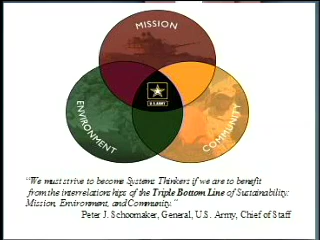 MISSION
ENVIRONMENT
COMMUNITY
U.S. ARMY
"We must strive to become Systems Thinkers if we are to benefit
from the interrelationships of the Triple Bottom Line of Sustainability:
Mission, Environment, and Community."
Peter J. Schoomaker, General, U.S. Army, Chief of Staff